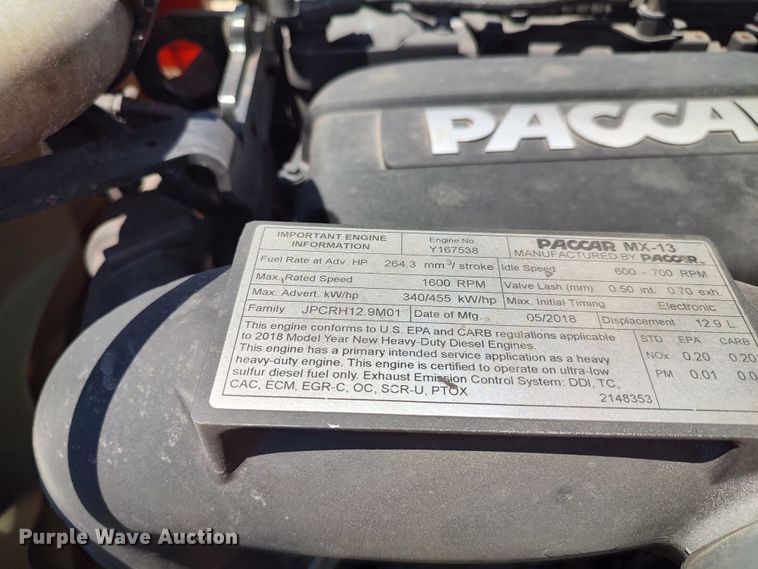 PACCA
IMPORTANT ENGINE INFORMATION
Engine No. Y167538
PACCAR MX-13
MANUFACTURED BY PACCAR.
Fuel Rate at Adv. HP 264.3 mm³/ stroke
Idle Speed 600 - 700 RPM
Max. Rated Speed 1600 RPM
Valve Lash (mm) 0.50 int. 0.70 exh.
Max. Advert. kW/hp 340/455 kW/hp
Max. Initial Timing Electronic
Family JPCRH12.9M01
Date of Mfg. 05/2018
Displacement 12.9 L.
This engine conforms to U.S. EPA and CARB regulations applicable
to 2018 Model Year New Heavy-Duty Diesel Engines.
This engine has a primary intended service application as a heavy
heavy-duty engine. This engine is certified to operate on ultra-low
sulfur diesel fuel only. Exhaust Emission Control System: DDI, TC,
CAC, ECM, EGR-C, OC, SCR-U, PTOX
STD EPA CARB
NOx 0.20 0.20
PM 0.01 0.0
2148353
Purple Wave Auction